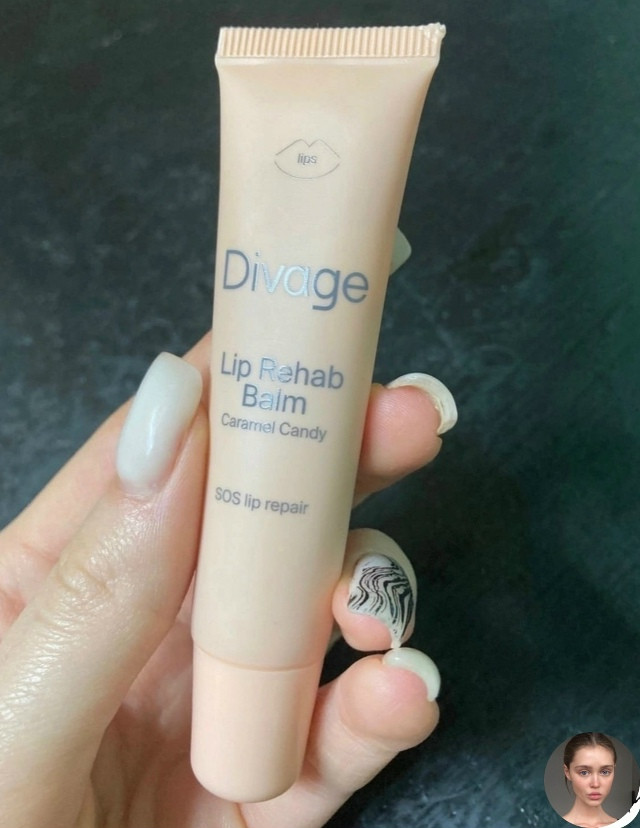 lips
Divage
Lip Rehab
Balm
Caramel Candy
SOS lip repair